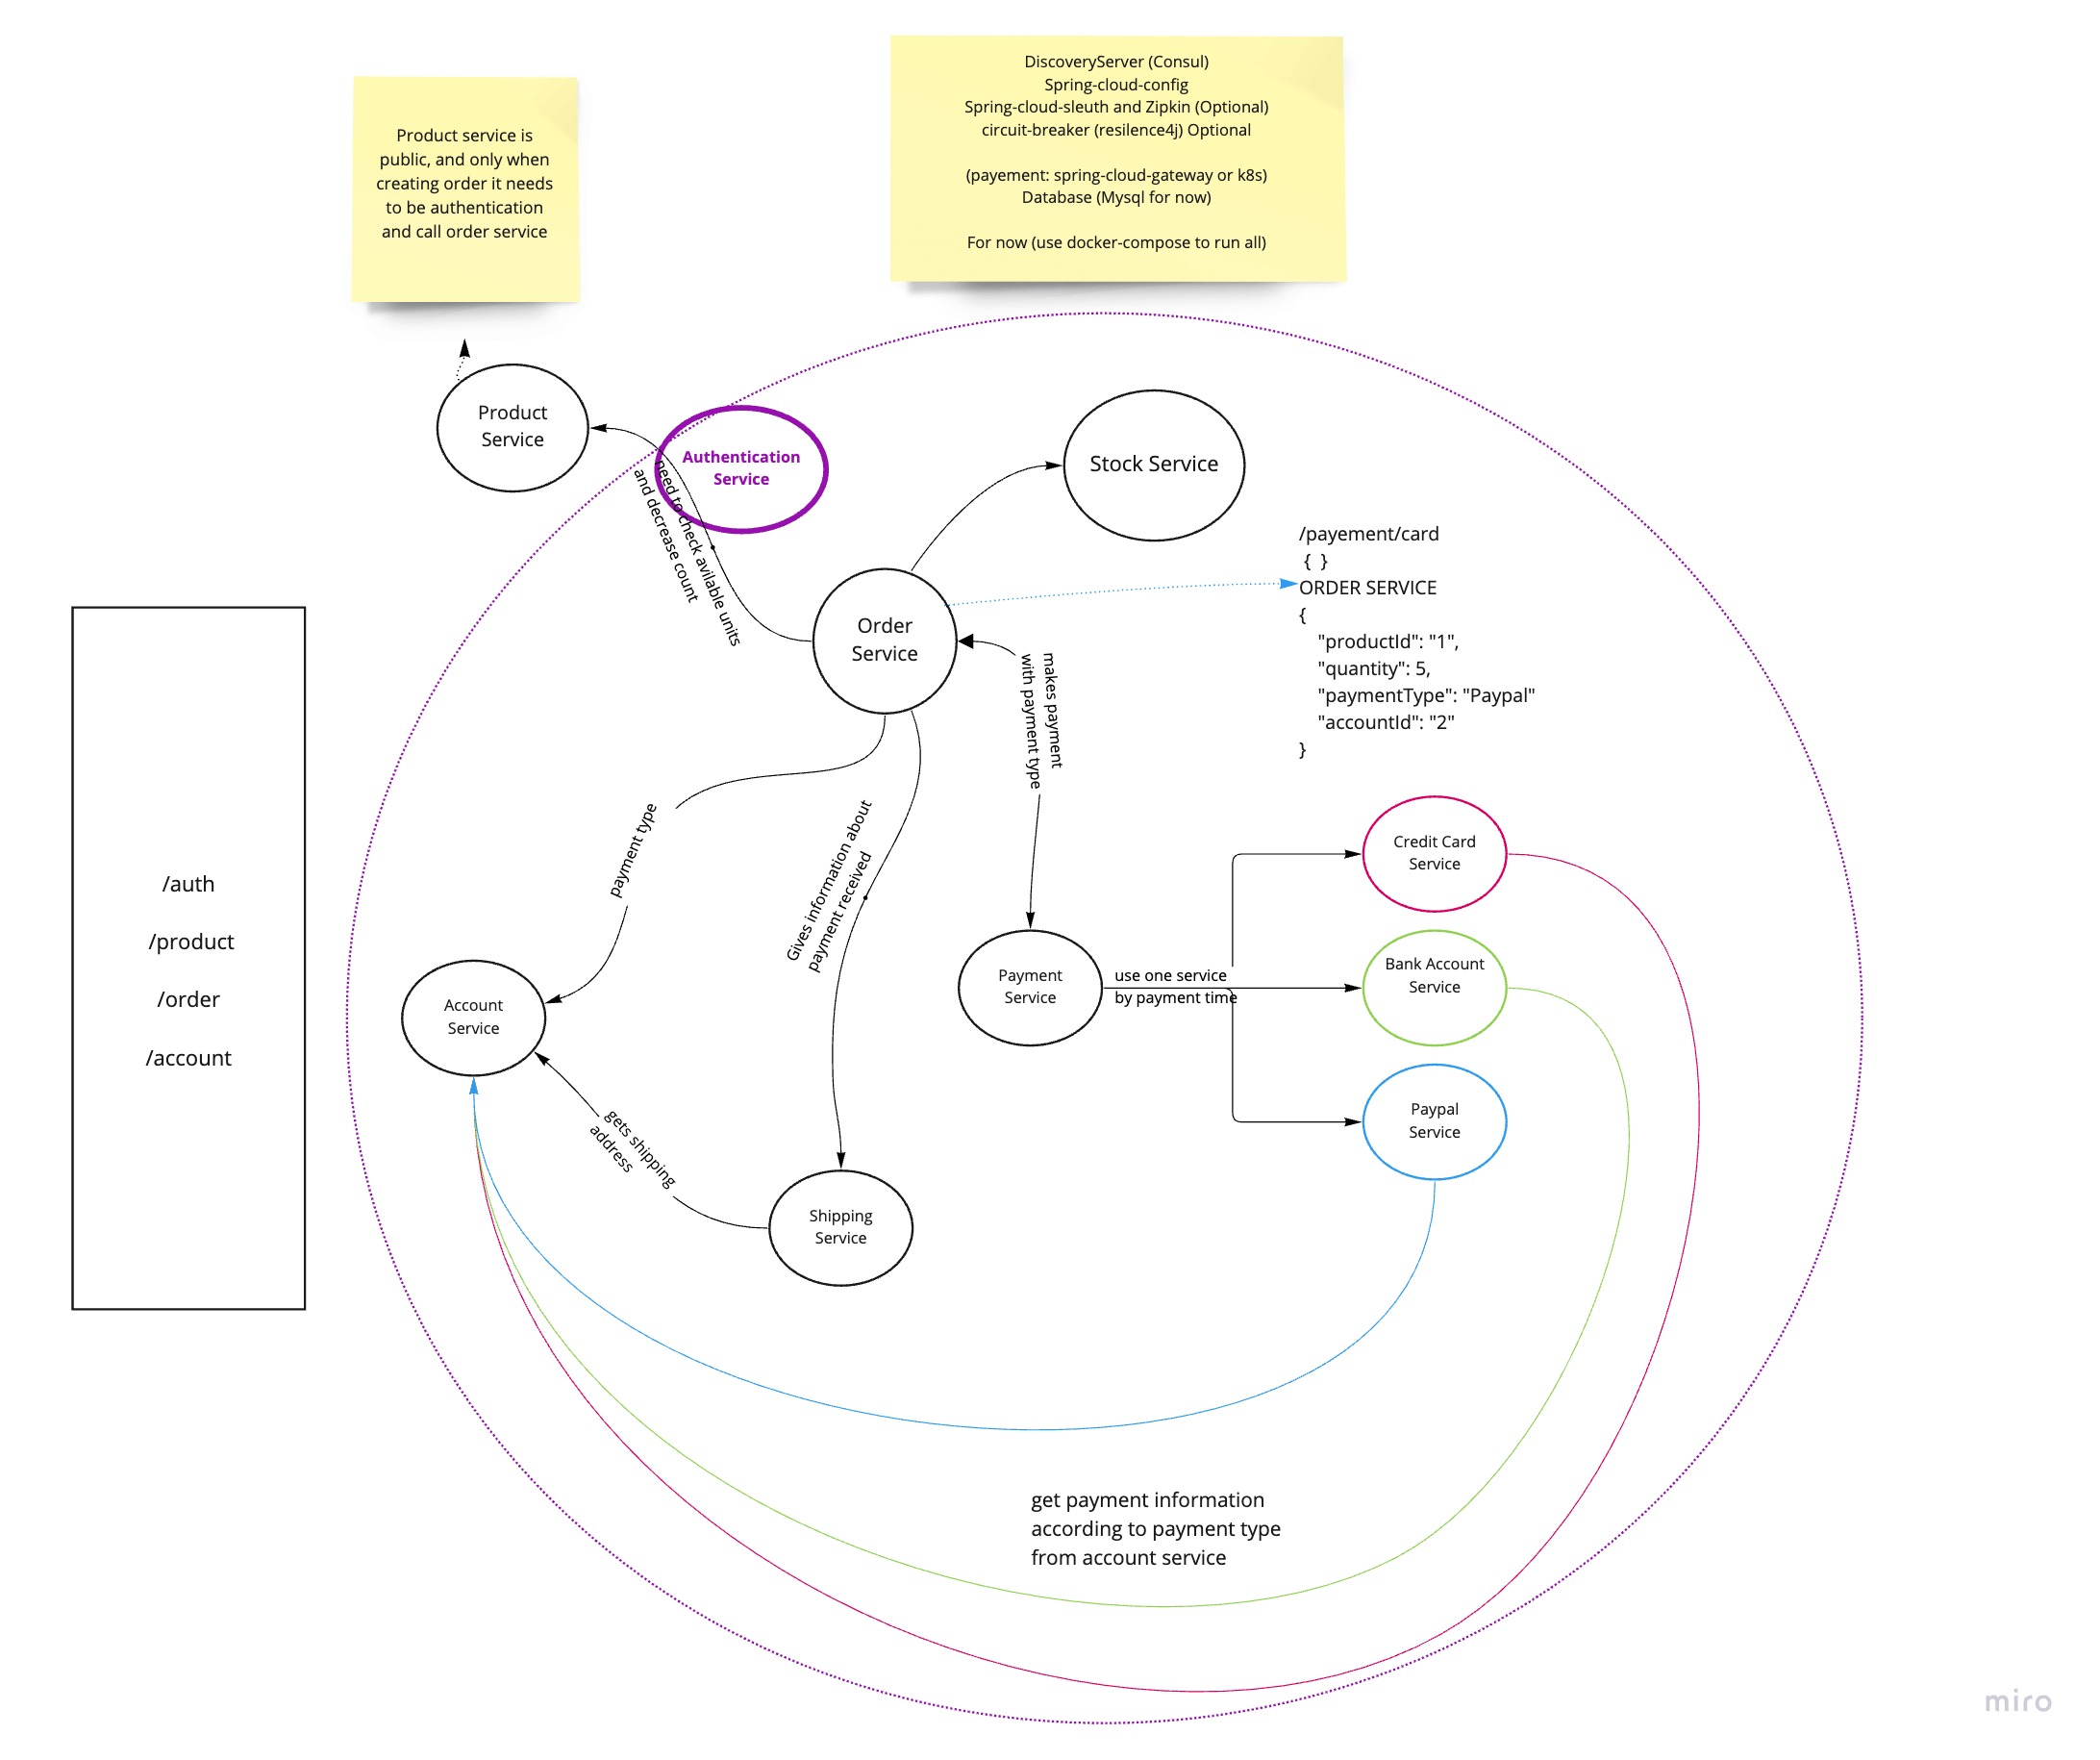 DiscoveryServer (Consul)
Spring-cloud-config
Spring-cloud-sleuth and Zipkin (Optional)
circuit-breaker (resilence4j) Optional
(payement: spring-cloud-gateway or k8s)
Database (Mysql for now)
For now (use docker-compose to run all)
Product service is
public, and only when
creating order it needs
to be authentication
and call order service
Product
Service
Authentication
Service
Stock Service
need to check avilable units
and decrease count
Order
Service
/payement/card
{ }
ORDER SERVICE
{
"productId": "1",
"quantity": 5,
"paymentType": "Paypal"
"accountId": "2"
}
makes payment
with payment type
payment type
Gives information about
payment received
/auth
/product
/order
/account
Credit Card
Service
Bank Account
Service
Paypal
Service
Payment
Service
use one service
by payment time
Account
Service
gets shipping
address
Shipping
Service
get payment information
according to payment type
from account service
miro